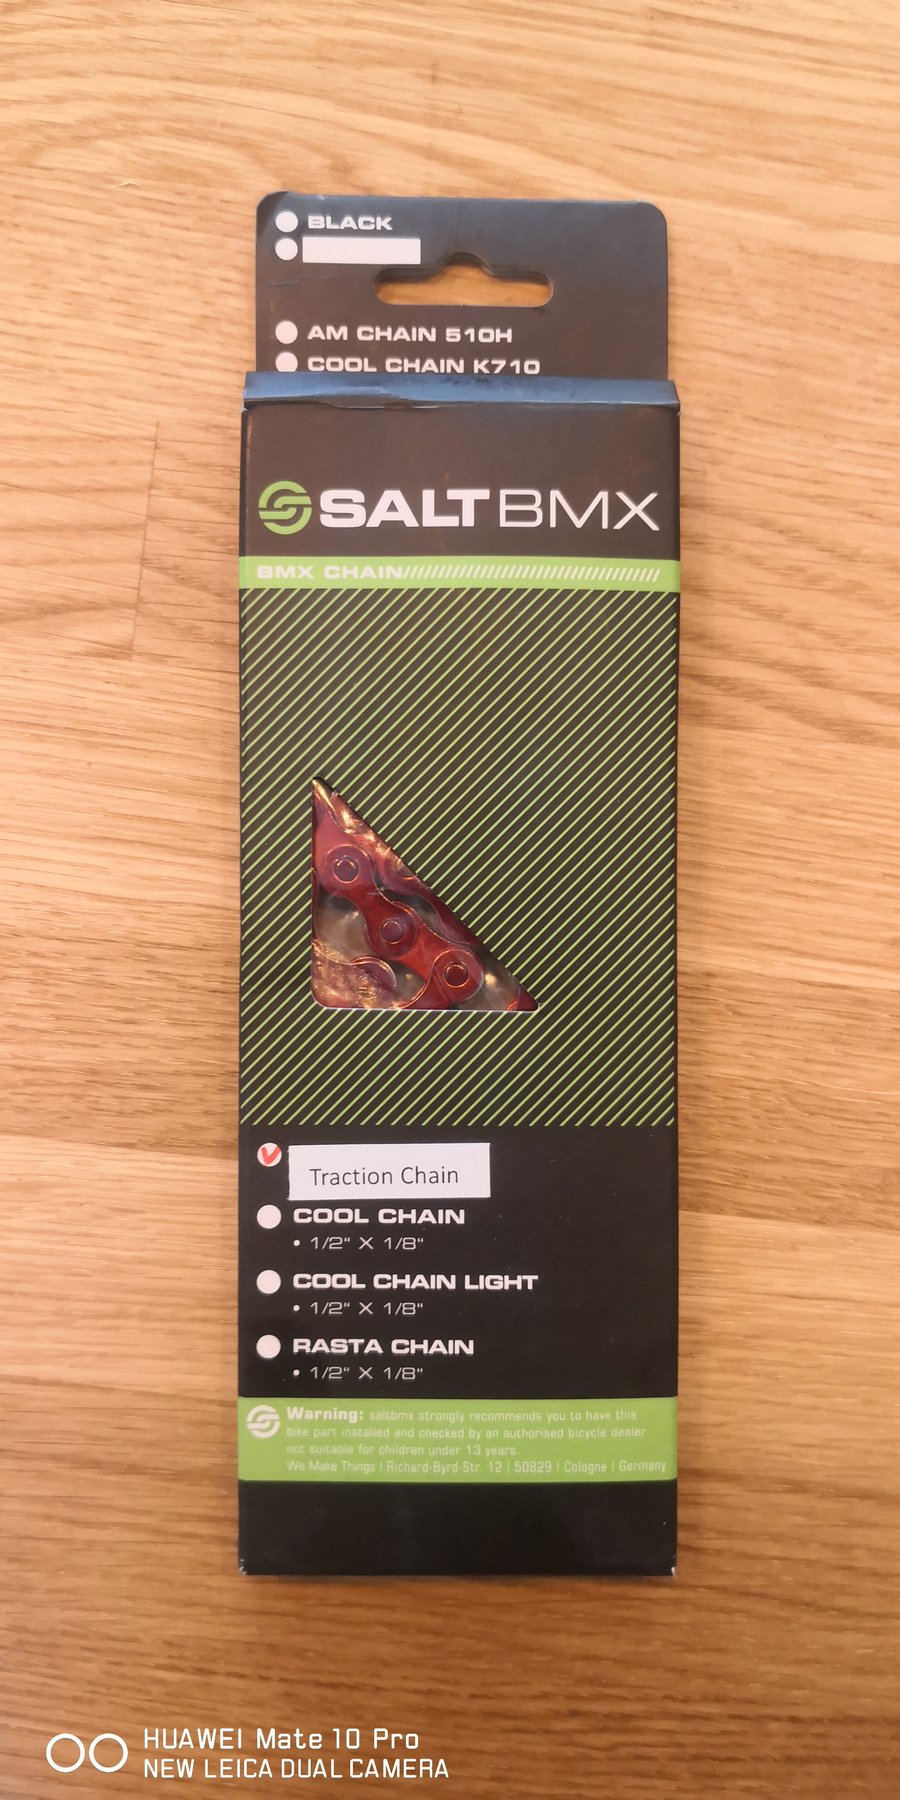 BLACK
AM CHAIN 510H
COOL CHAIN K710
SALTBMX
BMX CHAIN
Traction Chain
COOL CHAIN
• 1/2" X 1/8"
COOL CHAIN LIGHT
• 1/2" X 1/8"
RASTA CHAIN
• 1/2" X 1/8"
Warning: saltbmx strongly recommends you to have this
bike part installed and checked by an authorised bicycle dealer
not suitable for children under 13 years.
We Make Things | Richard-Byrd-Str. 12 | 50829 | Cologne | Germany
HUAWEI Mate 10 Pro
NEW LEICA DUAL CAMERA